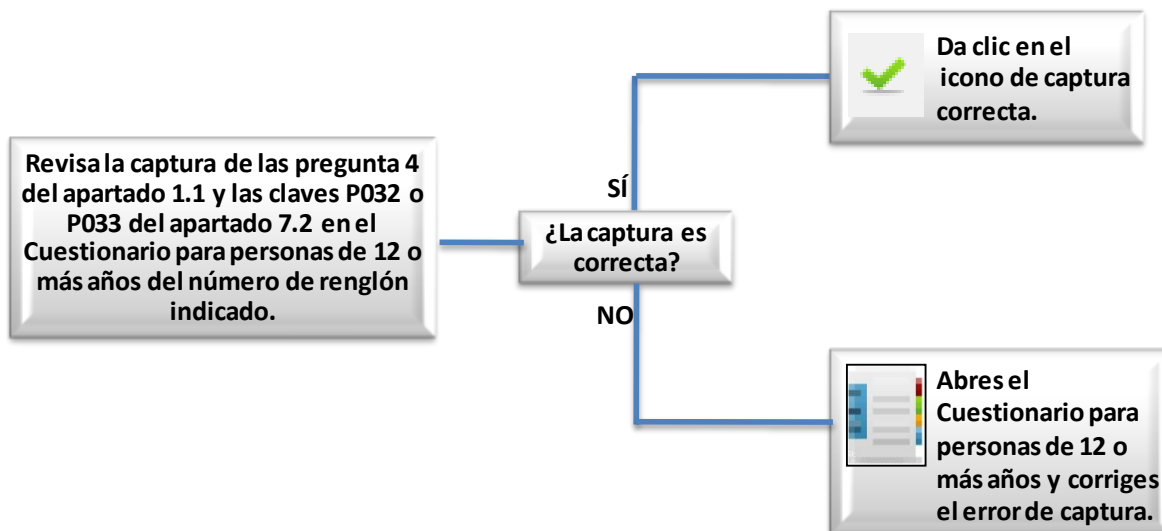 Revisa la captura de las pregunta 4
del apartado 1.1 y las claves P032 o
P033 del apartado 7.2 en el
Cuestionario para personas de 12 o
más años del número de renglón
indicado.
¿La captura es
correcta?
SÍ
Da clic en el
icono de captura
correcta.
NO
Abres el
Cuestionario para
personas de 12 o
más años y corriges
el error de captura.